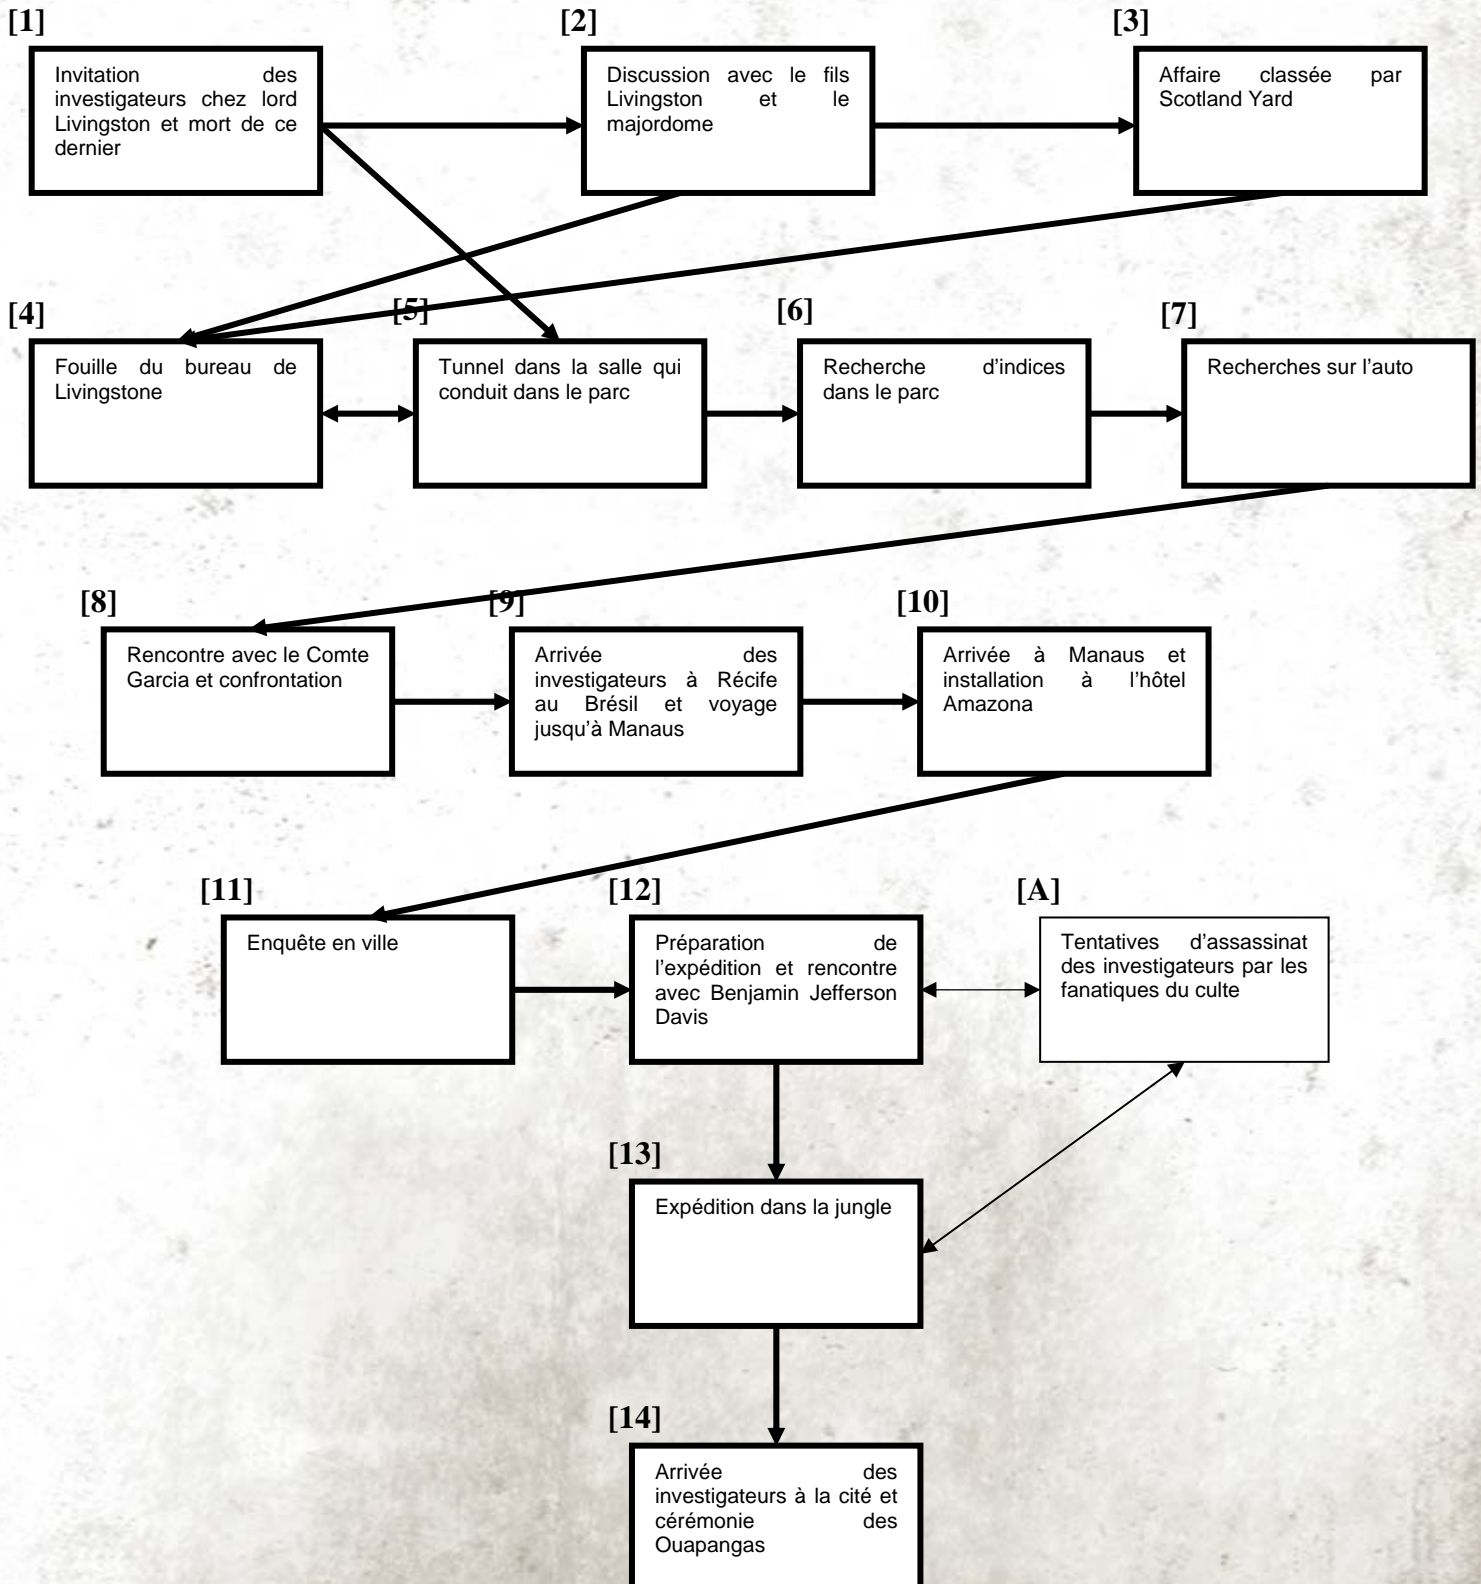 [1]
[2]
[3]
Invitation des
investigateurs chez lord
Livingston et mort de ce
dernier
Discussion avec le fils
Livingston et le
majordome
Affaire classée par
Scotland Yard
[4]
[5]
[6]
[7]
Fouille du bureau de
Livingstone
Tunnel dans la salle qui
conduit dans le parc
Recherche d'indices
dans le parc
Recherches sur l'auto
[8]
[9]
[10]
Rencontre avec le Comte
Garcia et confrontation
Arrivée des
investigateurs à Récife
au Brésil et voyage
jusqu'à Manaus
Arrivée à Manaus et
installation à l'hôtel
Amazona
[11]
[12]
[A]
Enquête en ville
Préparation de
l'expédition et rencontre
avec Benjamin Jefferson
Davis
Tentatives d'assassinat
des investigateurs par les
fanatiques du culte
[13]
Expédition dans la jungle
[14]
Arrivée des
investigateurs à la cité et
cérémonie des
Ouapangas